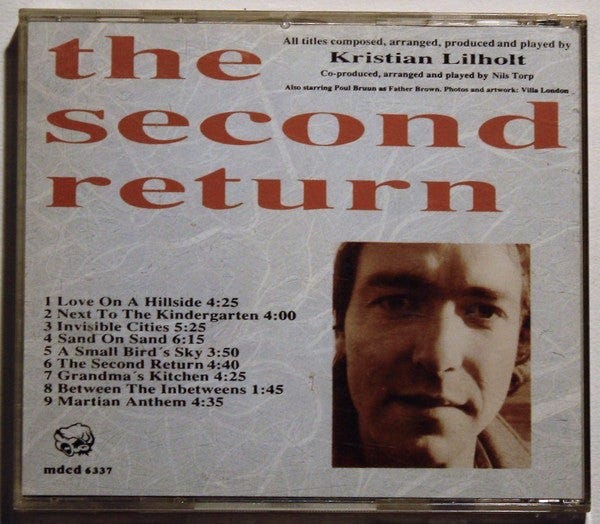 the
second
return
All titles composed, arranged, produced and played by
Kristian Lilholt
Co-produced, arranged and played by Nils Torp
Also starring Poul Bruun as Father Brown. Photos and artwork: Villa London
1 Love On A Hillside 4:25
2 Next To The Kindergarten 4:00
3 Invisible Cities 5:25
4 Sand On Sand 6:15
5 A Small Bird´s Sky 3:50
6 The Second Return 4:40
7 Grandma´s Kitchen 4:25
8 Between The Inbetweens 1:45
9 Martian Anthem 4:35
mdcd 6337